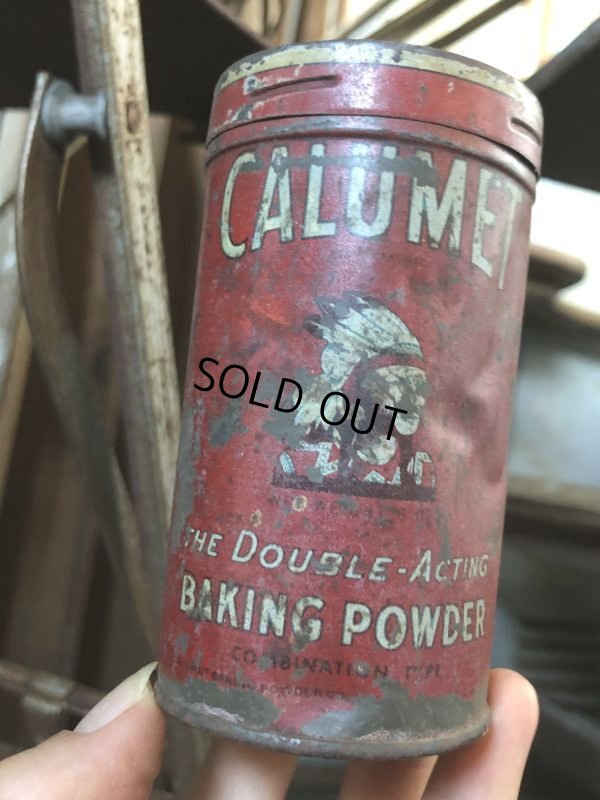 CALUMET
SOLD OUT
THE DOUBLE-ACTING
BAKING POWDER
COMBINATION TYPE